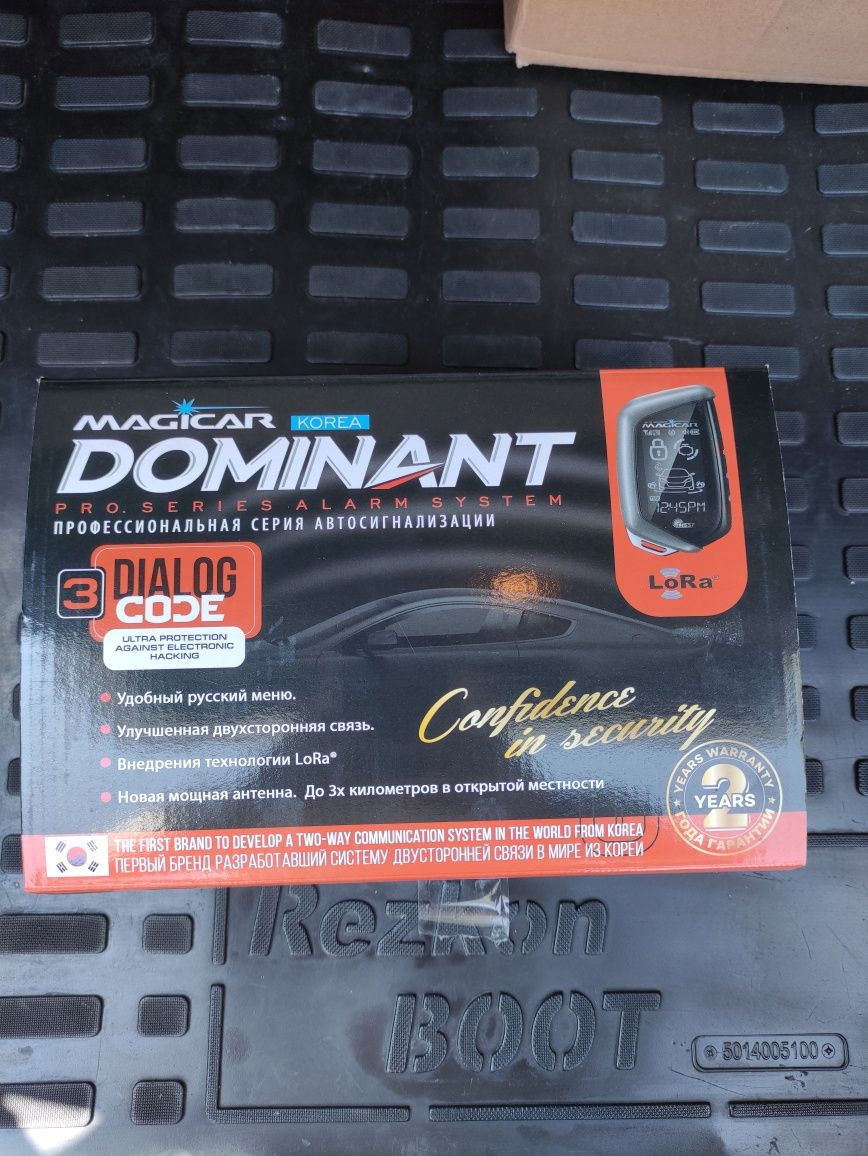 MAGICAR KOREA
DOMINANT
PRO. SERIES ALARM SYSTEM
ПРОФЕССИОНАЛЬНАЯ СЕРИЯ АВТОСИГНАЛИЗАЦИИ
MAGICAR
12:45PM
LoRa
3 DIALOG
CODE
ULTRA PROTECTION
AGAINST ELECTRONIC
HACKING
Удобный русский меню.
Улучшенная двухсторонняя связь.
Внедрения технологии LoRa®
Новая мощная антенна. До 3х километров в открытой местности
Confidence
in security
YEARS WARRANTY
2
YEARS
ГОДА ГАРАНТИИ
THE FIRST BRAND TO DEVELOP A TWO-WAY COMMUNICATION SYSTEM IN THE WORLD FROM KOREA
ПЕРВЫЙ БРЕНД РАЗРАБОТАВШИЙ СИСТЕМУ ДВУСТОРОННЕЙ СВЯЗИ В МИРЕ ИЗ КОРЕИ
Rezkon
BOOT
5014005100